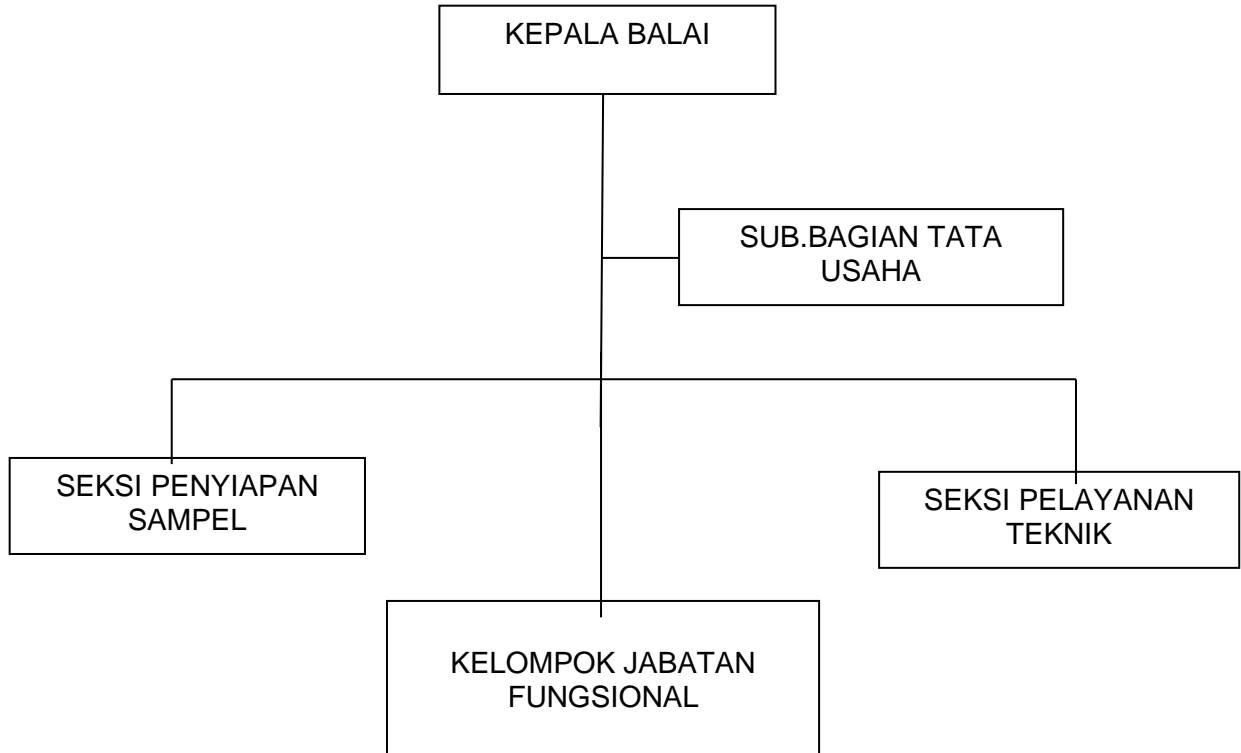 KEPALA BALAI
SUB.BAGIAN TATA
USAHA
SEKSI PENYIAPAN
SAMPEL
SEKSI PELAYANAN
TEKNIK
KELOMPOK JABATAN
FUNGSIONAL